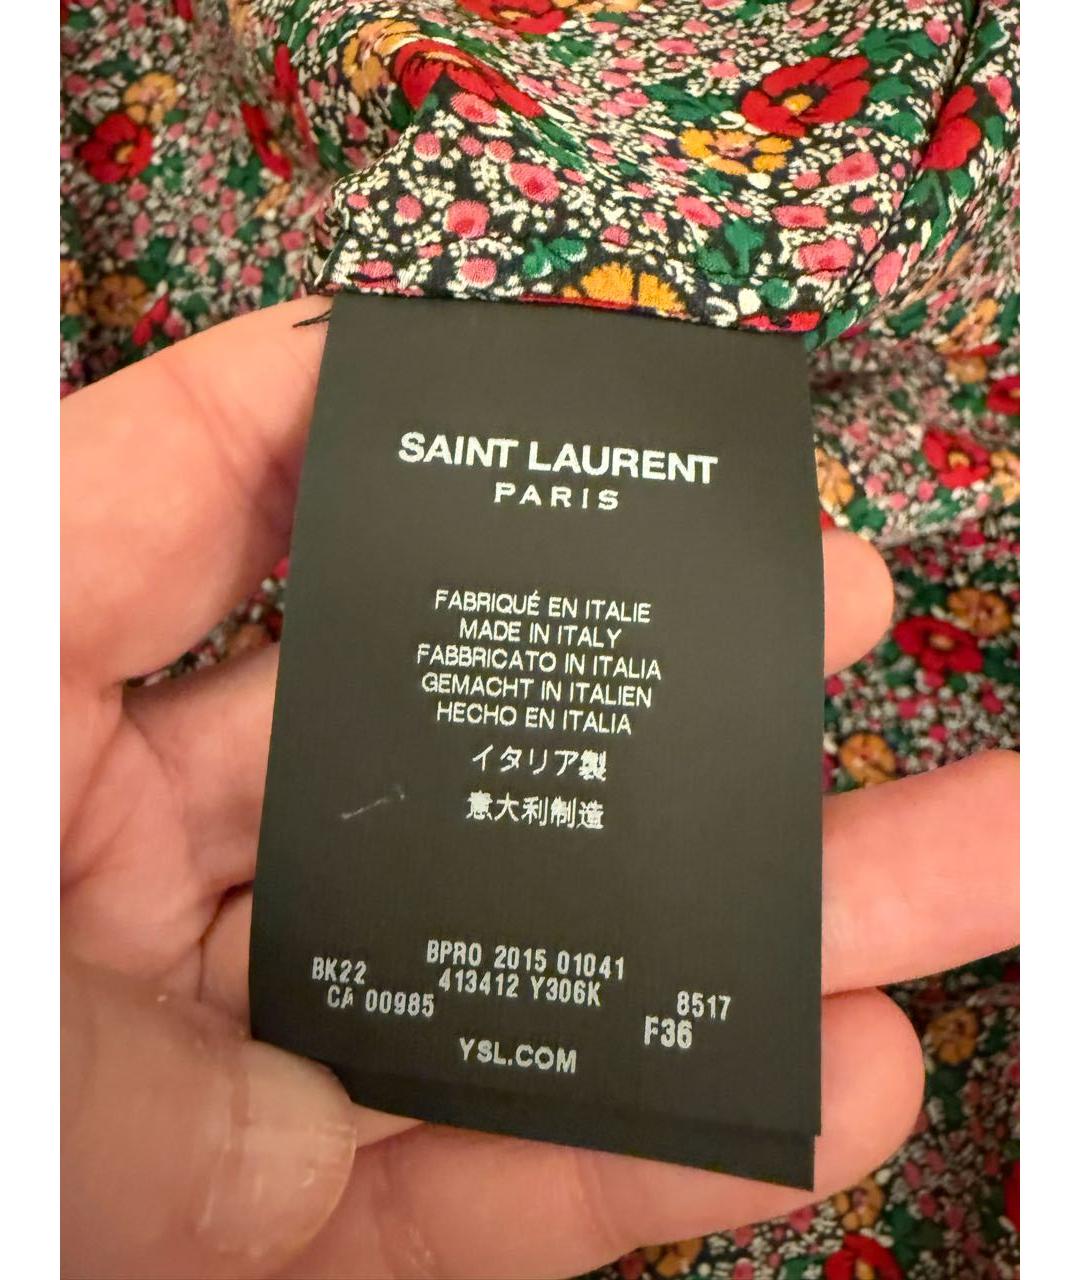 SAINT LAURENT
PARIS
FABRIQUÉ EN ITALIE
MADE IN ITALY
FABBRICATO IN ITALIA
GEMACHT IN ITALIEN
HECHO EN ITALIA
イタリア製
意大利制造
BPRO 2015 01041
BK22 413412 Y306K 8517
CA 00985 F36
YSL.COM